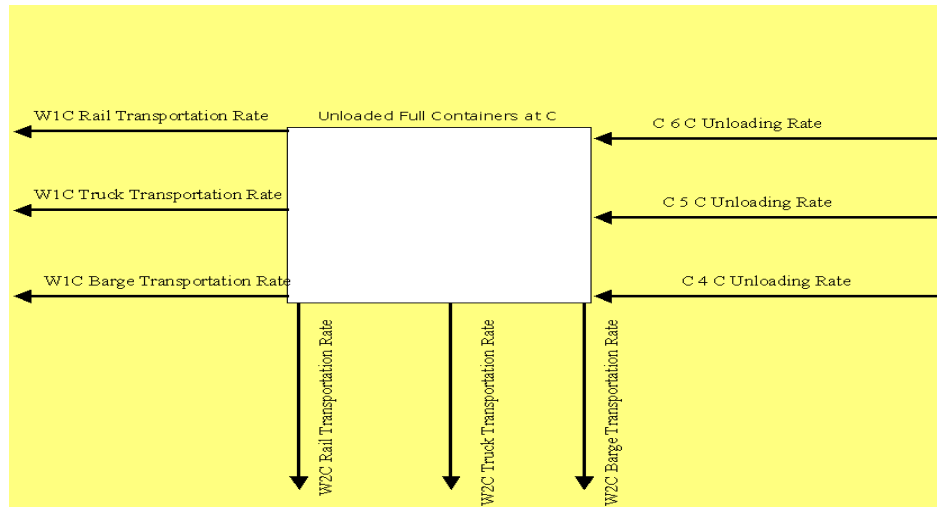 W1C Rail Transportation Rate
Unloaded Full Containers at C
C 6 C Unloading Rate
W1C Truck Transportation Rate
C 5 C Unloading Rate
W1C Barge Transportation Rate
C 4 C Unloading Rate
W2C Rail Transportation Rate
W2C Truck Transportation Rate
W2C Barge Transportation Rate